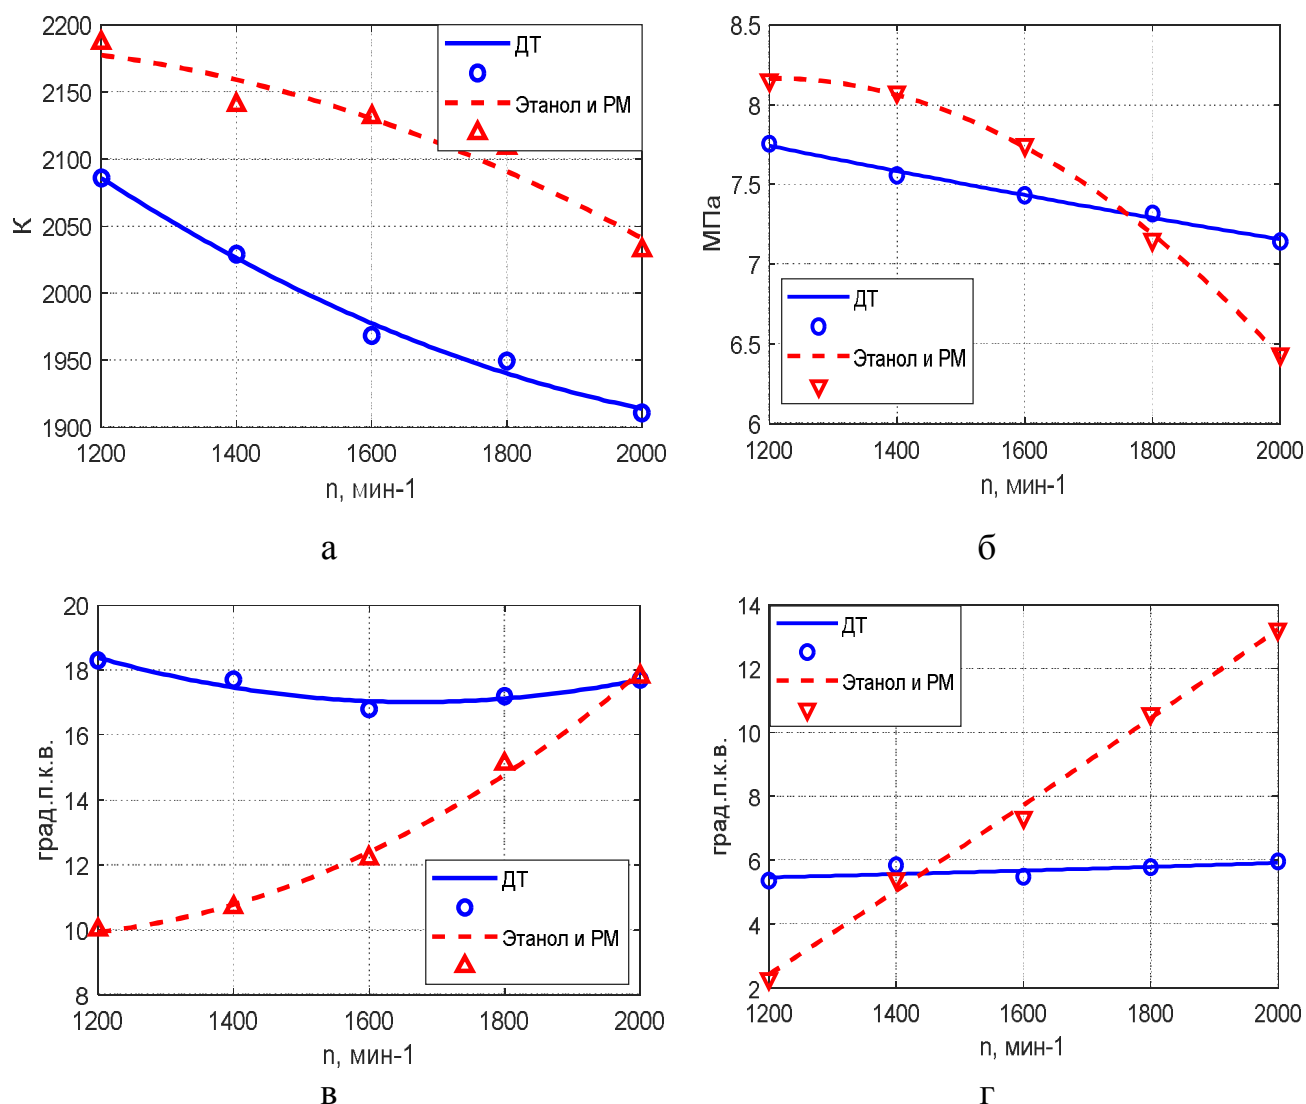 2200
2150
2100
2050
2000
1950
1900
К
1200 1400 1600 1800 2000
n, мин-1
ДТ
Этанол и РМ
а
8.5
8
7.5
7
6.5
6
МПа
1200 1400 1600 1800 2000
n, мин-1
ДТ
Этанол и РМ
б
20
18
16
14
12
10
8
град.п.к.в.
1200 1400 1600 1800 2000
n, мин-1
ДТ
Этанол и РМ
в
14
12
10
8
6
4
2
град.п.к.в.
1200 1400 1600 1800 2000
n, мин-1
ДТ
Этанол и РМ
г